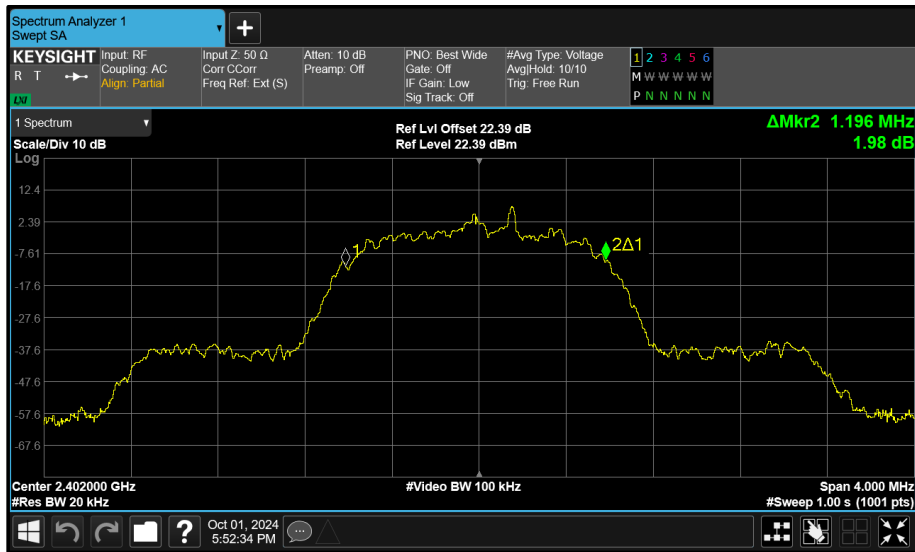 Spectrum Analyzer 1
Swept SA
+
KEYSIGHT
R T
LXI
Input: RF
Coupling: AC
Align: Partial
Input Z: 50 Ω
Corr CCorr
Freq Ref: Ext (S)
Atten: 10 dB
Preamp: Off
PNO: Best Wide
Gate: Off
IF Gain: Low
Sig Track: Off
#Avg Type: Voltage
Avg|Hold: 10/10
Trig: Free Run
1 2 3 4 5 6
M W W W W W
P N N N N N
1 Spectrum
Scale/Div 10 dB
Log
Ref Lvl Offset 22.39 dB
Ref Level 22.39 dBm
ΔMkr2 1.196 MHz
1.98 dB
12.4
2.39
-7.61
-17.6
-27.6
-37.6
-47.6
-57.6
-67.6
1
2Δ1
Center 2.402000 GHz
#Video BW 100 kHz
Span 4.000 MHz
#Res BW 20 kHz
#Sweep 1.00 s (1001 pts)
?
Oct 01, 2024
5:52:34 PM